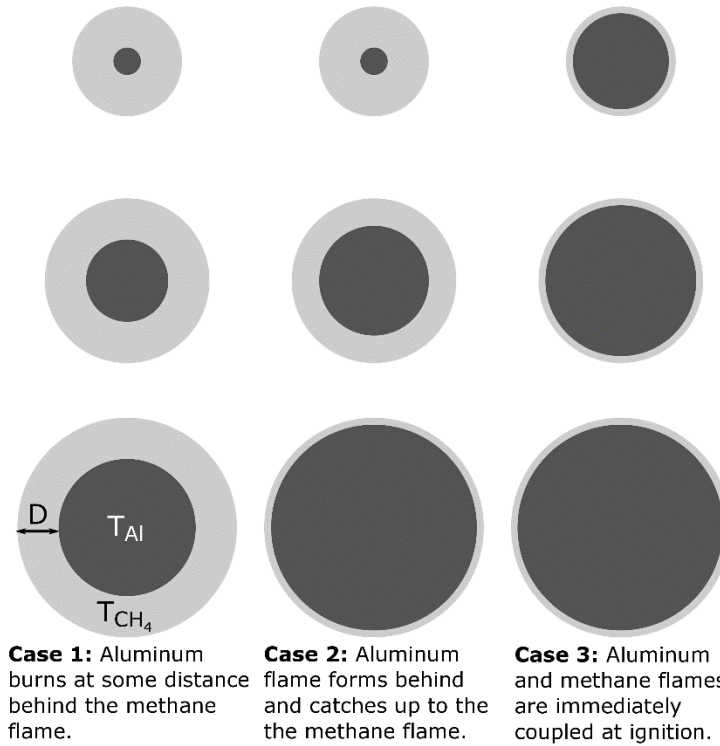 D
T_Al
T_CH₄
Case 1: Aluminum
burns at some distance
behind the methane
flame.
Case 2: Aluminum
flame forms behind
and catches up to the
the methane flame.
Case 3: Aluminum
and methane flames
are immediately
coupled at ignition.